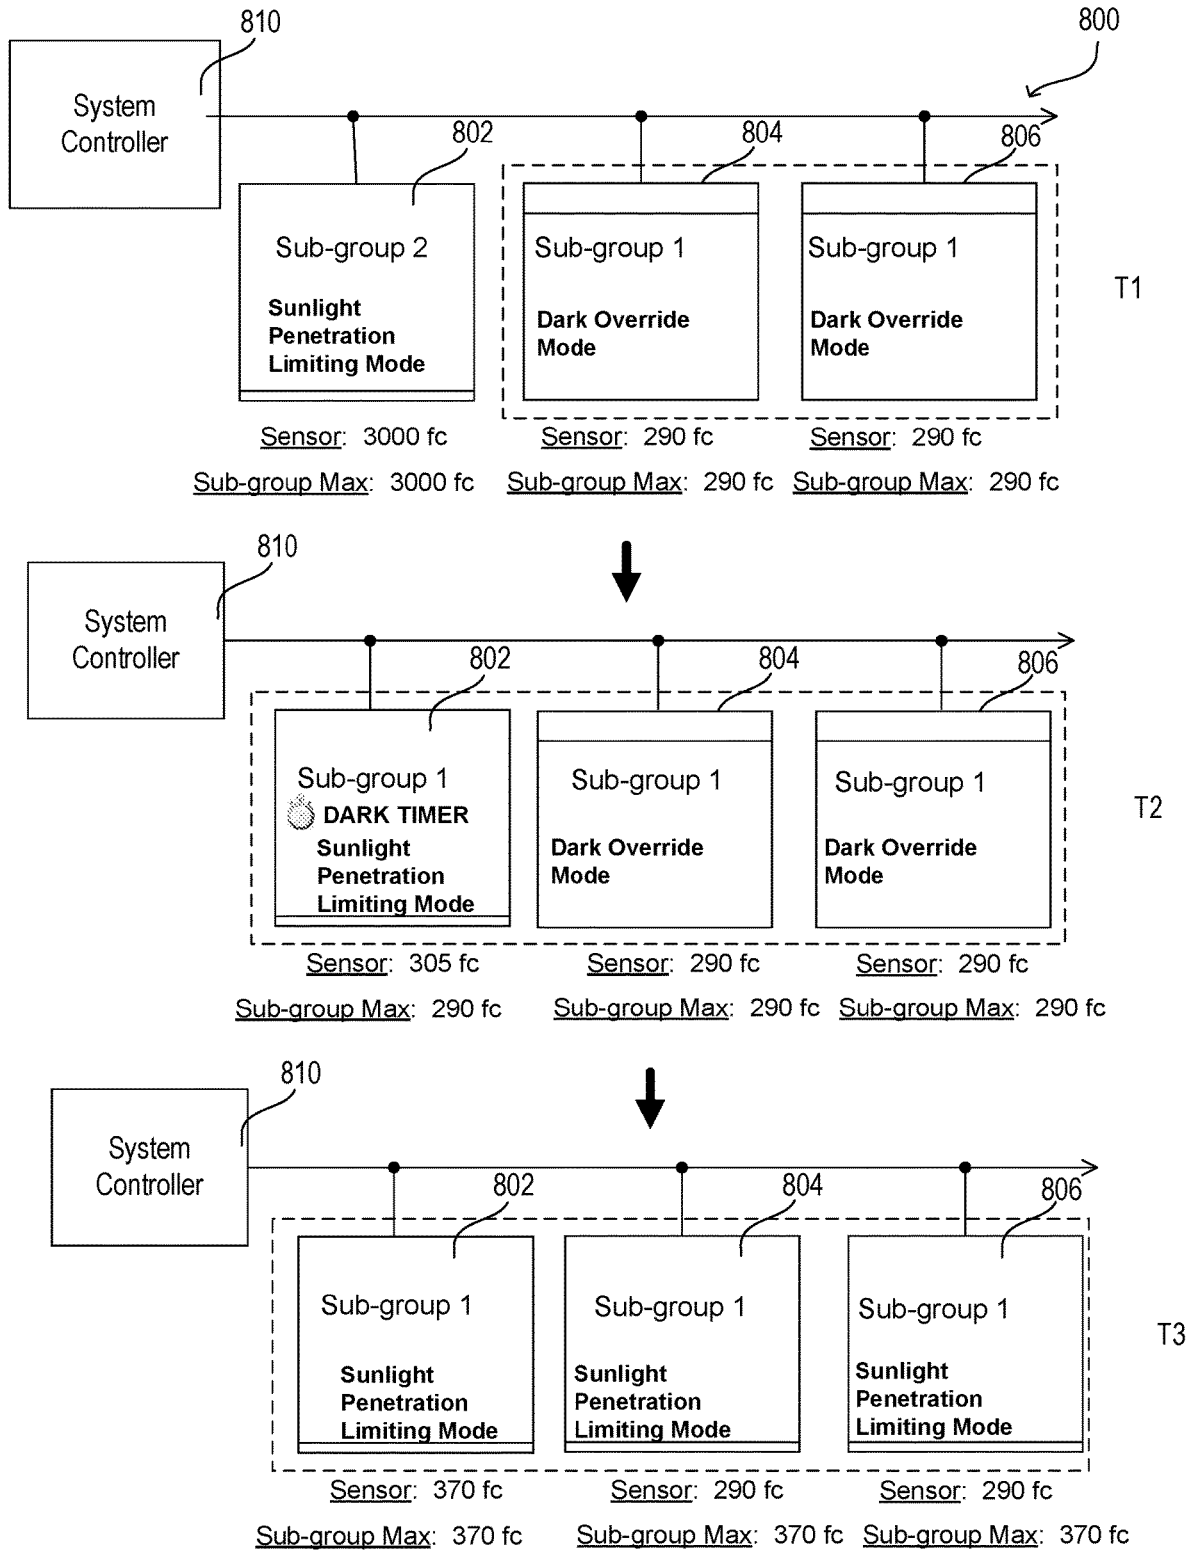 810
800
System
Controller
802
804
806
Sub-group 2
Sunlight
Penetration
Limiting Mode
Sub-group 1
Dark Override
Mode
Sub-group 1
Dark Override
Mode
T1
Sensor: 3000 fc
Sensor: 290 fc
Sensor: 290 fc
Sub-group Max: 3000 fc
Sub-group Max: 290 fc
Sub-group Max: 290 fc
810
System
Controller
802
804
806
Sub-group 1
DARK TIMER
Sunlight
Penetration
Limiting Mode
Sub-group 1
Dark Override
Mode
Sub-group 1
Dark Override
Mode
T2
Sensor: 305 fc
Sensor: 290 fc
Sensor: 290 fc
Sub-group Max: 290 fc
Sub-group Max: 290 fc
Sub-group Max: 290 fc
810
System
Controller
802
804
806
Sub-group 1
Sunlight
Penetration
Limiting Mode
Sub-group 1
Sunlight
Penetration
Limiting Mode
Sub-group 1
Sunlight
Penetration
Limiting Mode
T3
Sensor: 370 fc
Sensor: 290 fc
Sensor: 290 fc
Sub-group Max: 370 fc
Sub-group Max: 370 fc
Sub-group Max: 370 fc